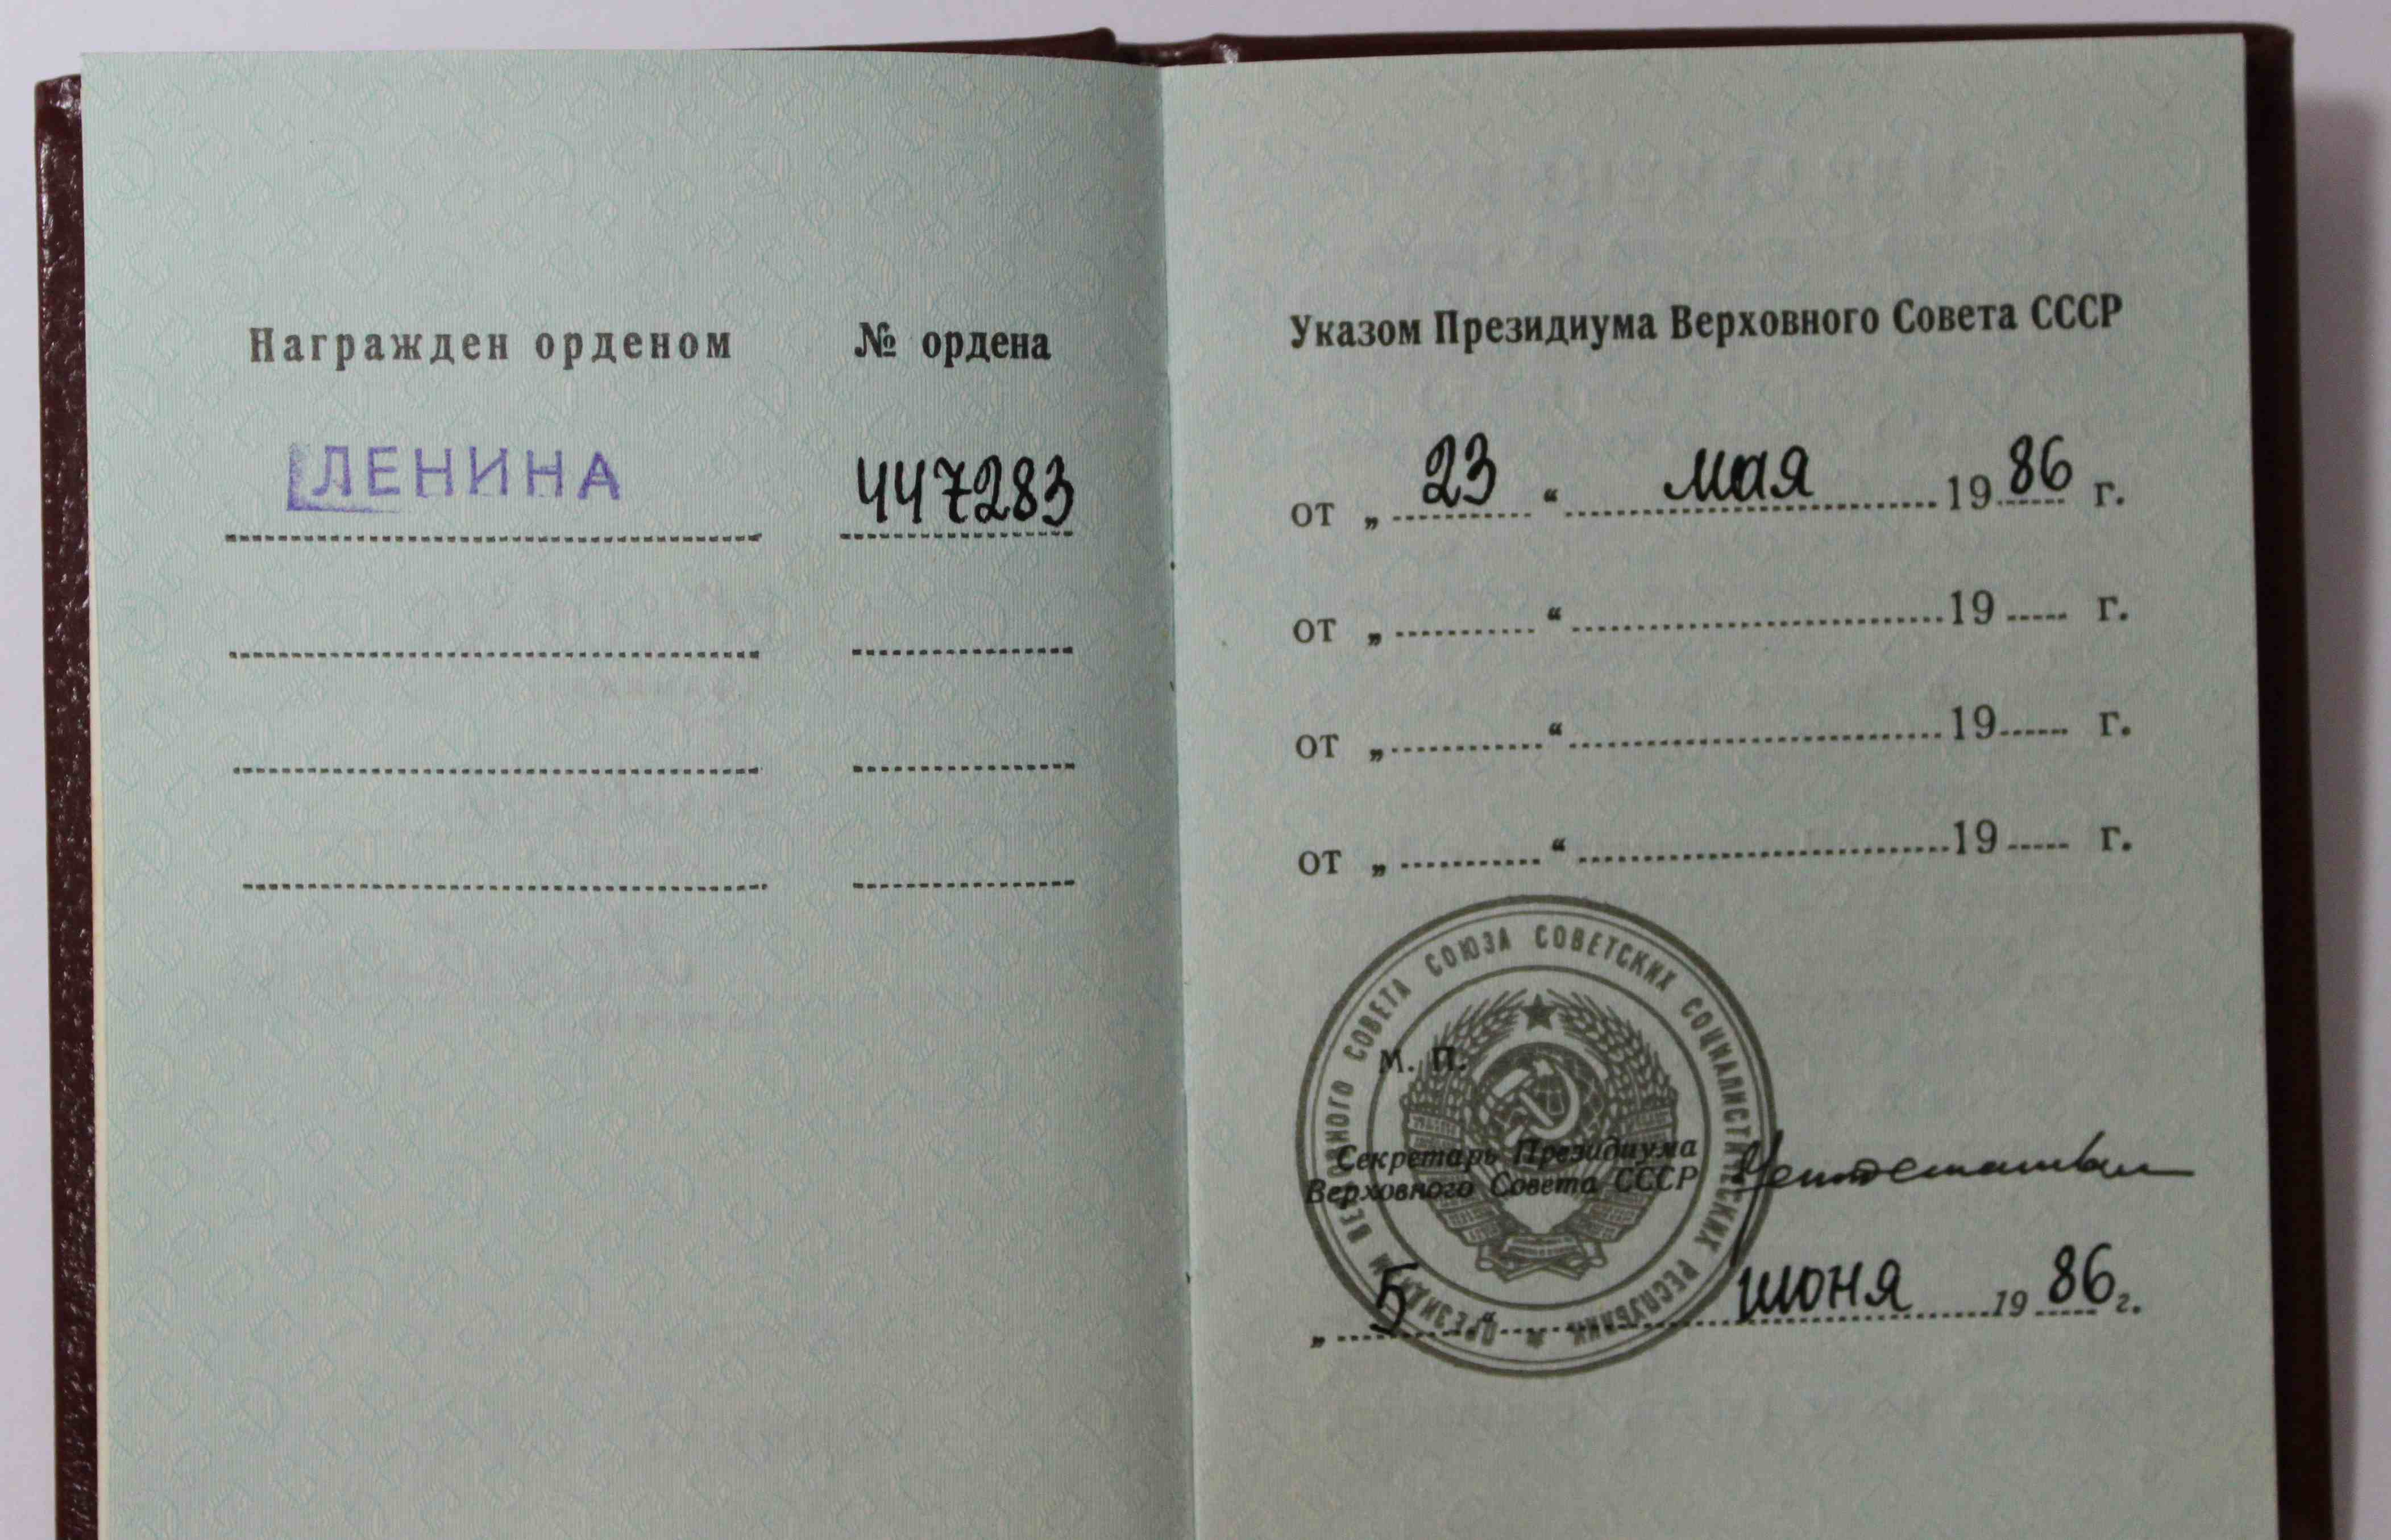 Награжден орденом № ордена
ЛЕНИНА 447283
Указом Президиума Верховного Совета СССР
от „ 23 “ мая 1986 г.
от „ “ 19 г.
от „ “ 19 г.
от „ “ 19 г.
ПРЕЗИДИУМ ВЕРХОВНОГО СОВЕТА СОЮЗА СОВЕТСКИХ СОЦИАЛИСТИЧЕСКИХ РЕСПУБЛИК
М. П.
Секретарь Президиума
Верховного Совета СССР
„ 5 “ июня 1986 г.